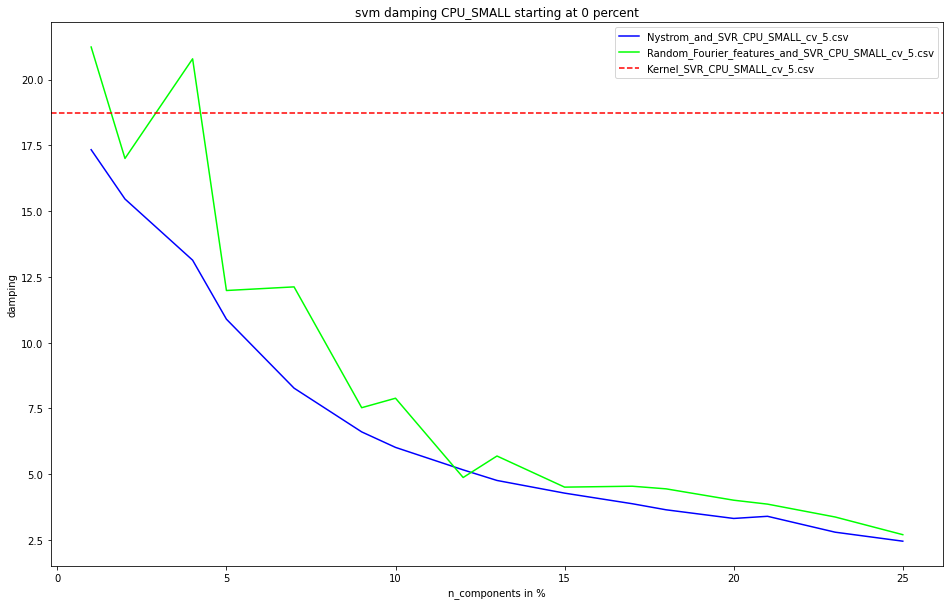 svm damping CPU_SMALL starting at 0 percent
Nystrom_and_SVR_CPU_SMALL_cv_5.csv
Random_Fourier_features_and_SVR_CPU_SMALL_cv_5.csv
Kernel_SVR_CPU_SMALL_cv_5.csv
20.0
17.5
15.0
12.5
10.0
7.5
5.0
2.5
damping
0 5 10 15 20 25
n_components in %